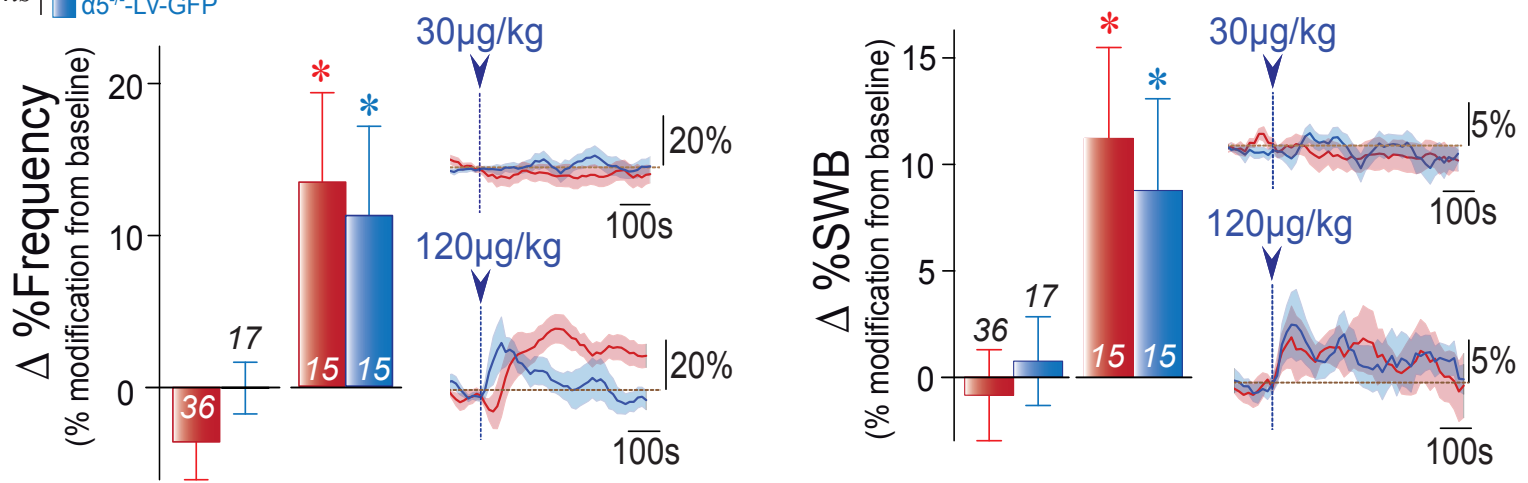 α5⁻/⁻-LV-GFP
Δ %Frequency
(% modification from baseline)
20
10
0
36
17
15
15
*
*
30µg/kg
20%
100s
120µg/kg
20%
100s
Δ %SWB
(% modification from baseline)
15
10
5
0
36
17
15
15
*
*
30µg/kg
5%
100s
120µg/kg
5%
100s